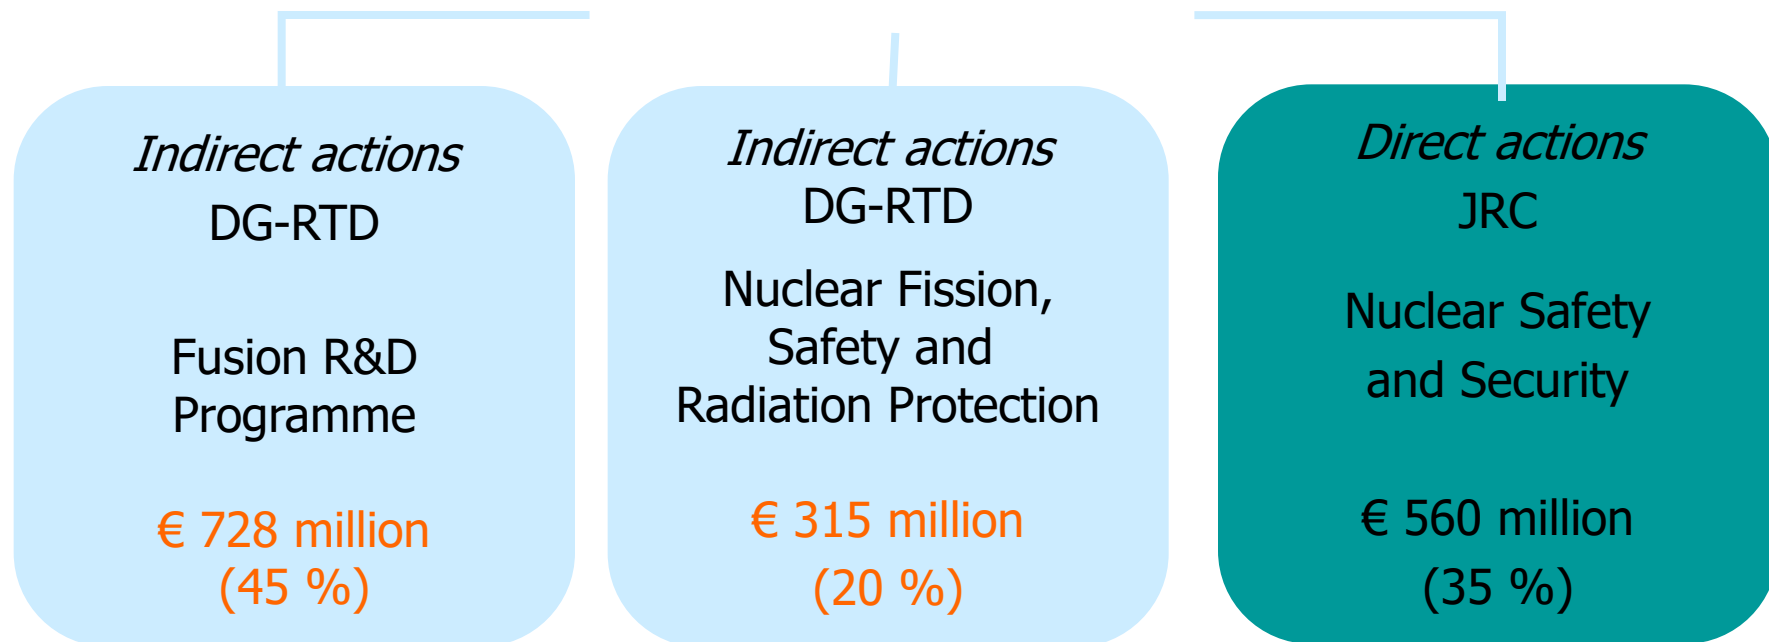 Indirect actions
DG-RTD
Fusion R&D
Programme
€ 728 million
(45 %)
Indirect actions
DG-RTD
Nuclear Fission,
Safety and
Radiation Protection
€ 315 million
(20 %)
Direct actions
JRC
Nuclear Safety
and Security
€ 560 million
(35 %)